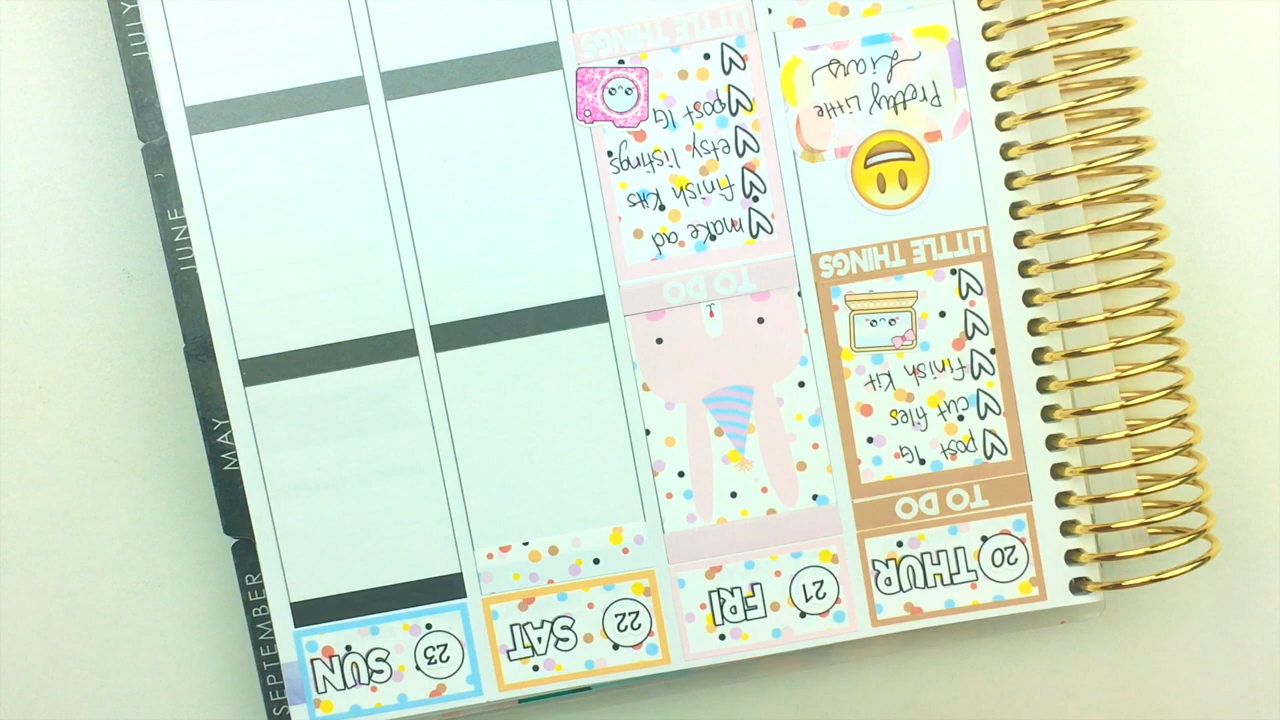 20 THUR
TO DO
post IG
cut files
finish kit
LITTLE THINGS
Pretty Little
Liars
21 FRI
TO DO
make ad
finish kits
etsy listings
post IG
LITTLE THINGS
22 SAT
23 SUN
JULY
JUNE
MAY
SEPTEMBER